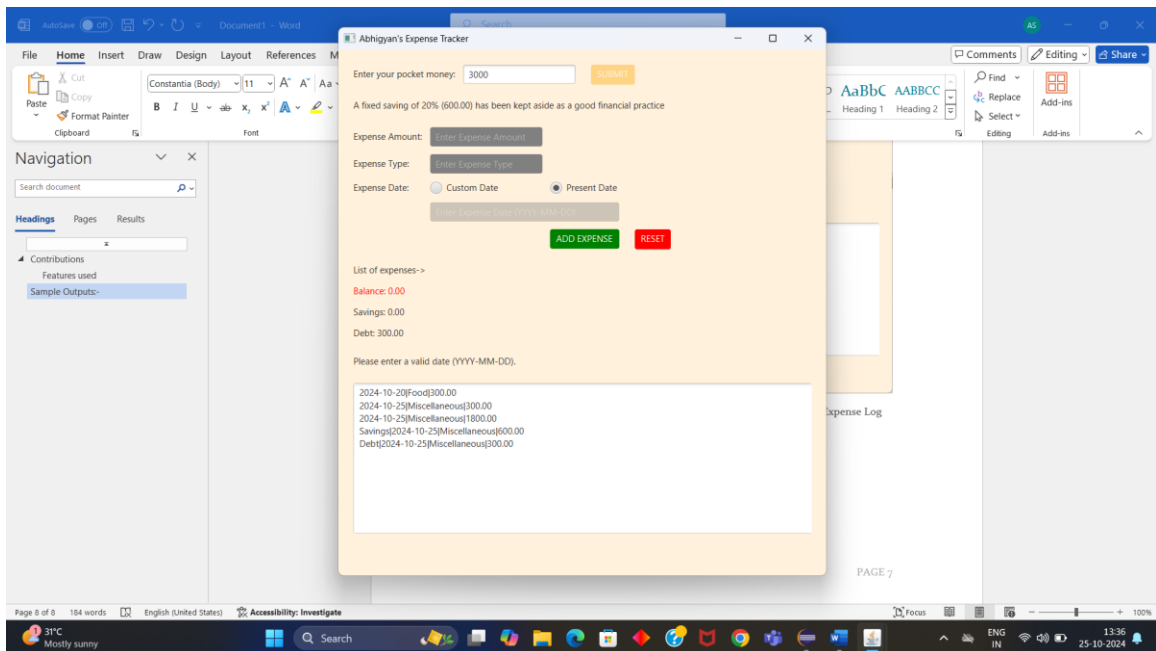 AutoSave Off Document1 - Word Search AS
File Home Insert Draw Design Layout References M Comments Editing Share
Paste Cut Copy Format Painter
Clipboard
Constantia (Body) 11 A A Aa
B I U ab x, x² A
Font
AaBbC AABBCC
Heading 1 Heading 2
Find
Replace
Select
Editing
Add-ins
Add-ins
Navigation
Search document
Headings Pages Results
Contributions
Features used
Sample Outputs:-
Abhigyan's Expense Tracker
Enter your pocket money: 3000 SUBMIT
A fixed saving of 20% (600.00) has been kept aside as a good financial practice
Expense Amount: Enter Expense Amount
Expense Type: Enter Expense Type
Expense Date: Custom Date Present Date
Enter Expense Date (YYYY-MM-DD)
ADD EXPENSE RESET
List of expenses->
Balance: 0.00
Savings: 0.00
Debt: 300.00
Please enter a valid date (YYYY-MM-DD).
2024-10-20|Food|300.00
2024-10-25|Miscellaneous|300.00
2024-10-25|Miscellaneous|1800.00
Savings|2024-10-25|Miscellaneous|600.00
Debt|2024-10-25|Miscellaneous|300.00
Expense Log
PAGE 7
Page 8 of 8 184 words English (United States) Accessibility: Investigate Focus 100%
1 31°C
Mostly sunny
Search
ENG
IN
13:36
25-10-2024